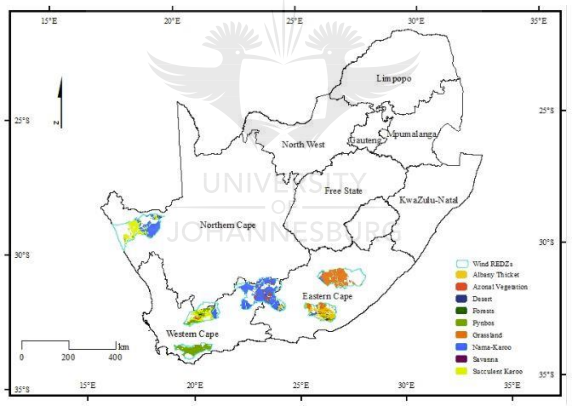 15°E 20°E 25°E 30°E 35°E
Limpopo
25°S 25°S
North West Gauteng Mpumalanga
UNIVERSITY
Free State
OF
KwaZulu-Natal
Northern Cape
JOHANNESBURG
30°S 30°S
Eastern Cape
Western Cape
0 200 400 km
Wind REDZs
Albany Thicket
Azonal Vegetation
Desert
Forests
Fynbos
Grassland
Nama-Karoo
Savanna
Succulent Karoo
35°S 35°S
15°E 20°E 25°E 30°E 35°E